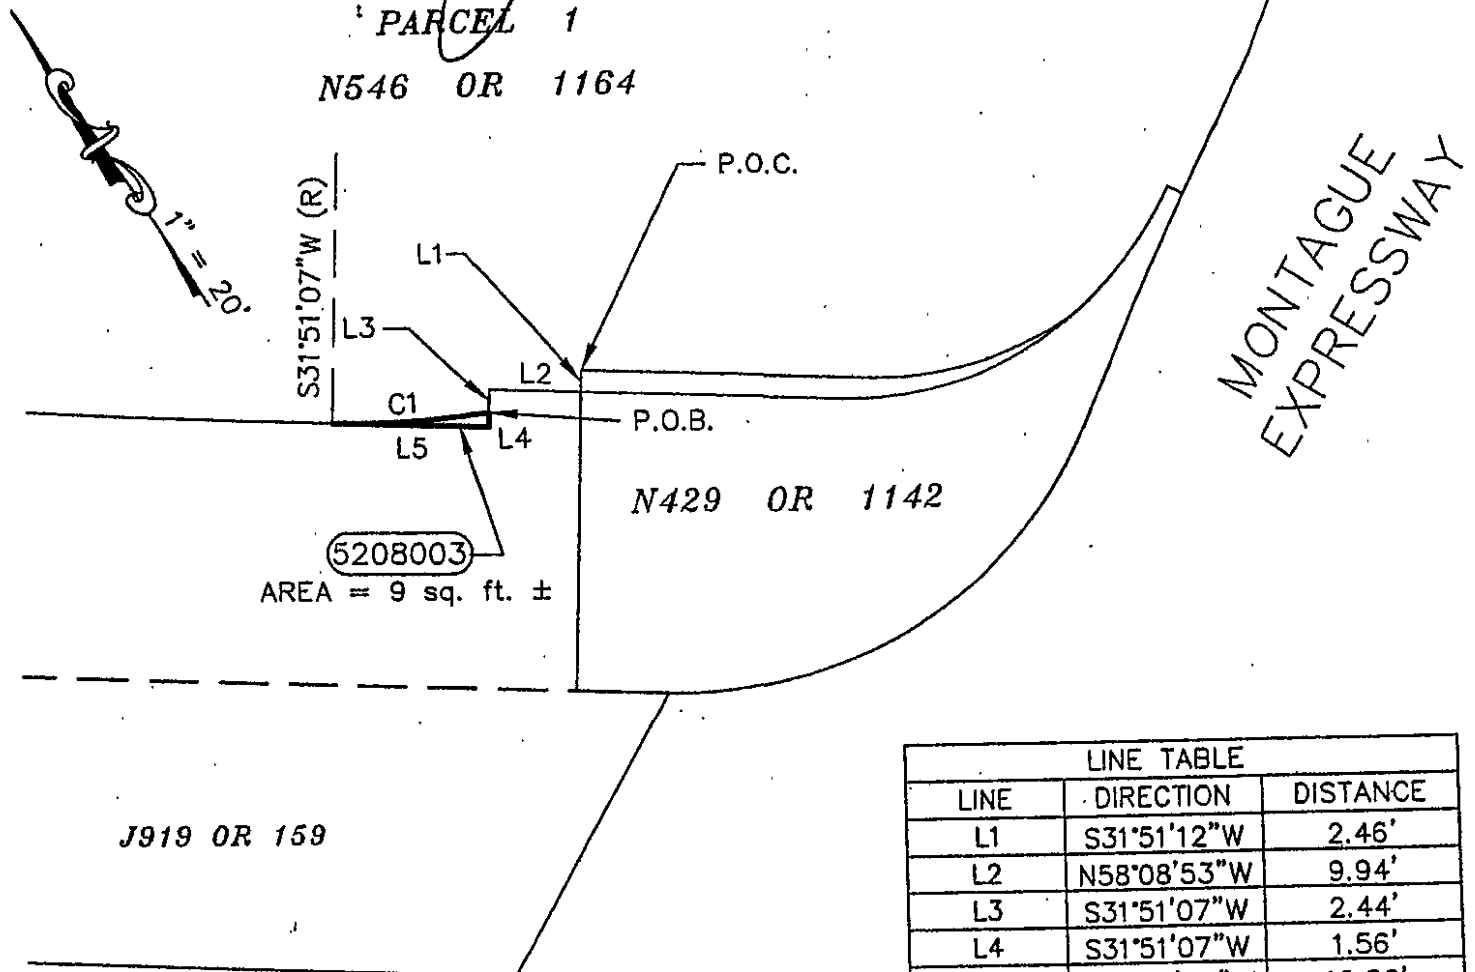 PARCEL 1
N546 OR 1164
1" = 20'
S31°51'07"W (R)
P.O.C.
L1
L3
L2
C1
P.O.B.
L5
L4
MONTAGUE
EXPRESSWAY
N429 OR 1142
5208003
AREA = 9 sq. ft. ±
J919 OR 159
LINE TABLE
LINE DIRECTION DISTANCE
L1 S31°51'12"W 2.46'
L2 N58°08'53"W 9.94'
L3 S31°51'07"W 2.44'
L4 S31°51'07"W 1.56'